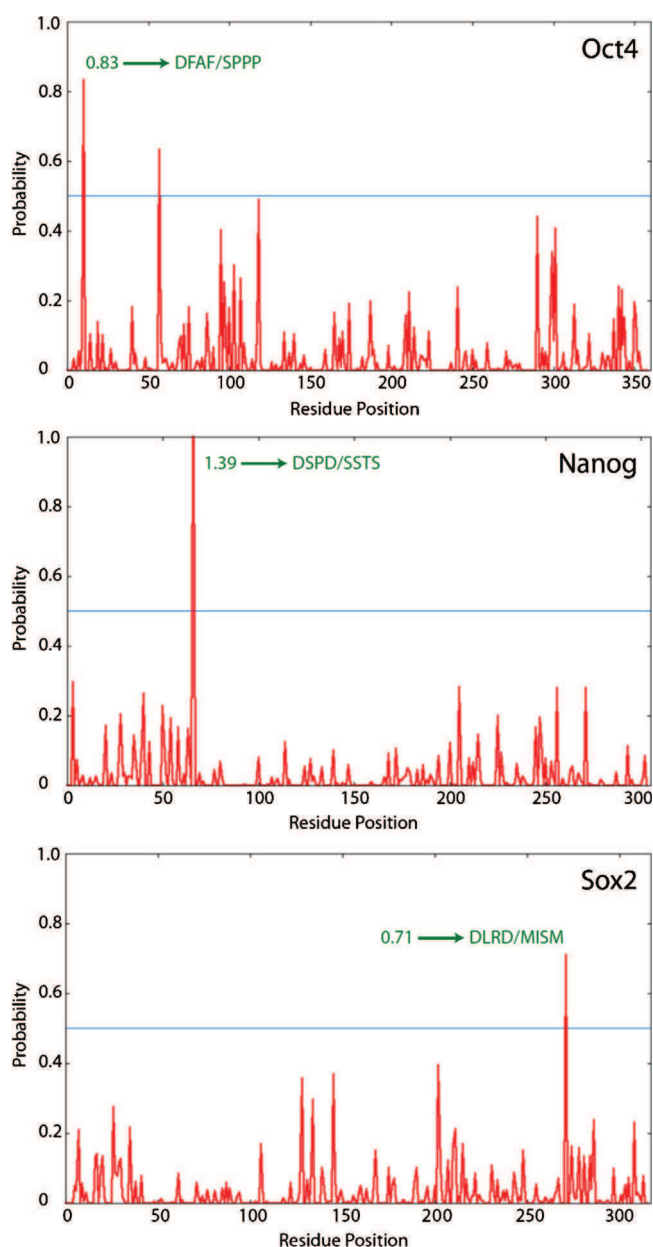 1.0
Oct4
0.83 → DFAF/SPPP
0.8
0.6
Probability
0.4
0.2
0
0 50 100 150 200 250 300 350
Residue Position
1.0
Nanog
1.39 → DSPD/SSTS
0.8
0.6
Probability
0.4
0.2
0
0 50 100 150 200 250 300
Residue Position
1.0
Sox2
0.8
0.71 → DLRD/MISM
0.6
Probability
0.4
0.2
0
0 50 100 150 200 250 300
Residue Position